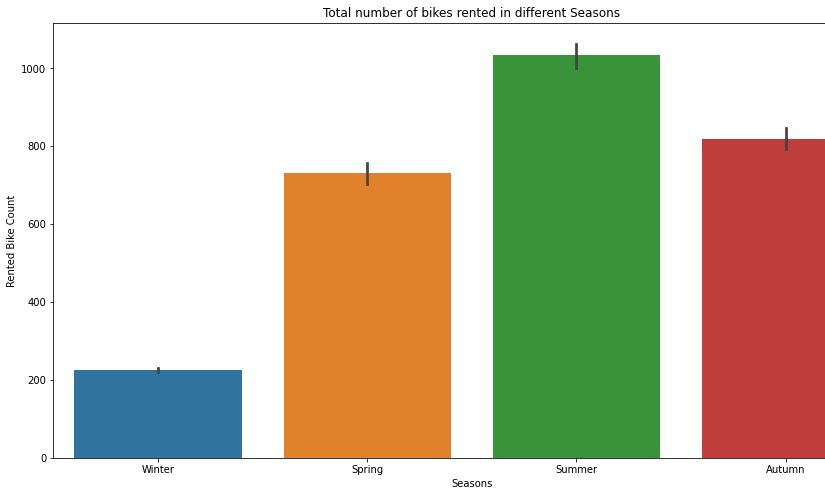 Total number of bikes rented in different Seasons
1000
800
600
400
200
0
Rented Bike Count
Winter Spring Summer Autumn
Seasons